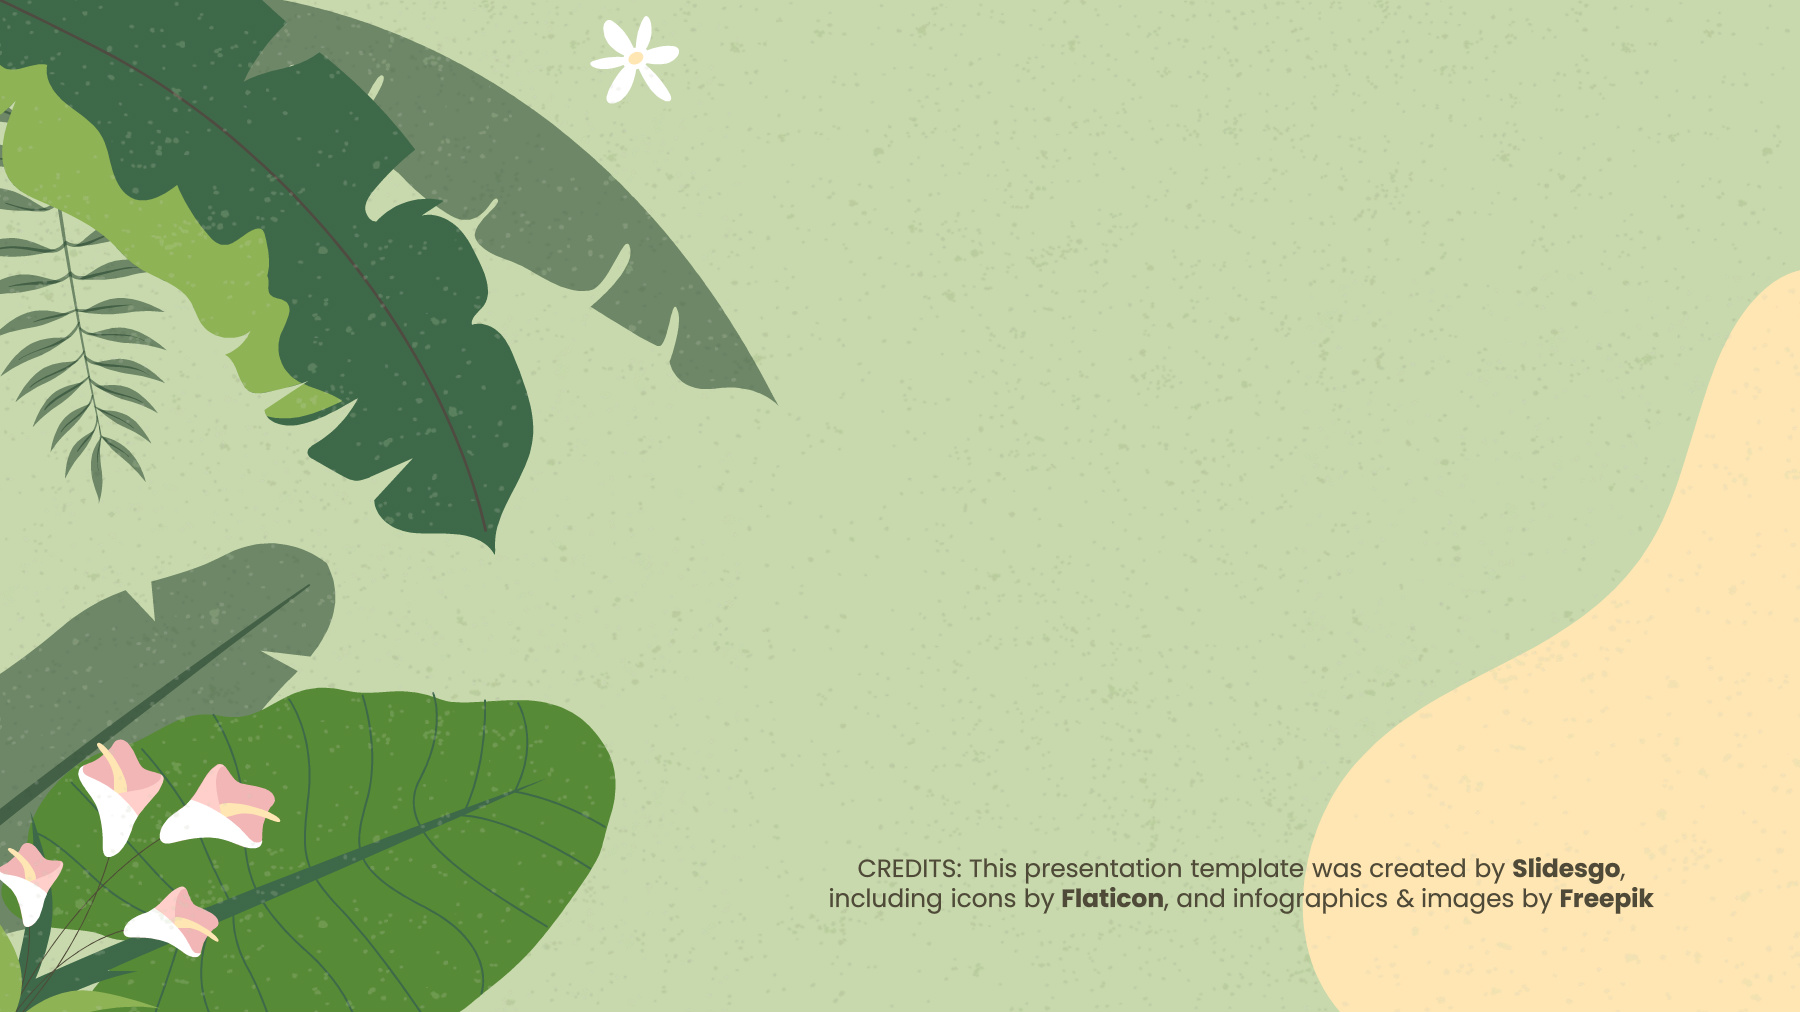 CREDITS: This presentation template was created by Slidesgo,
including icons by Flaticon, and infographics & images by Freepik